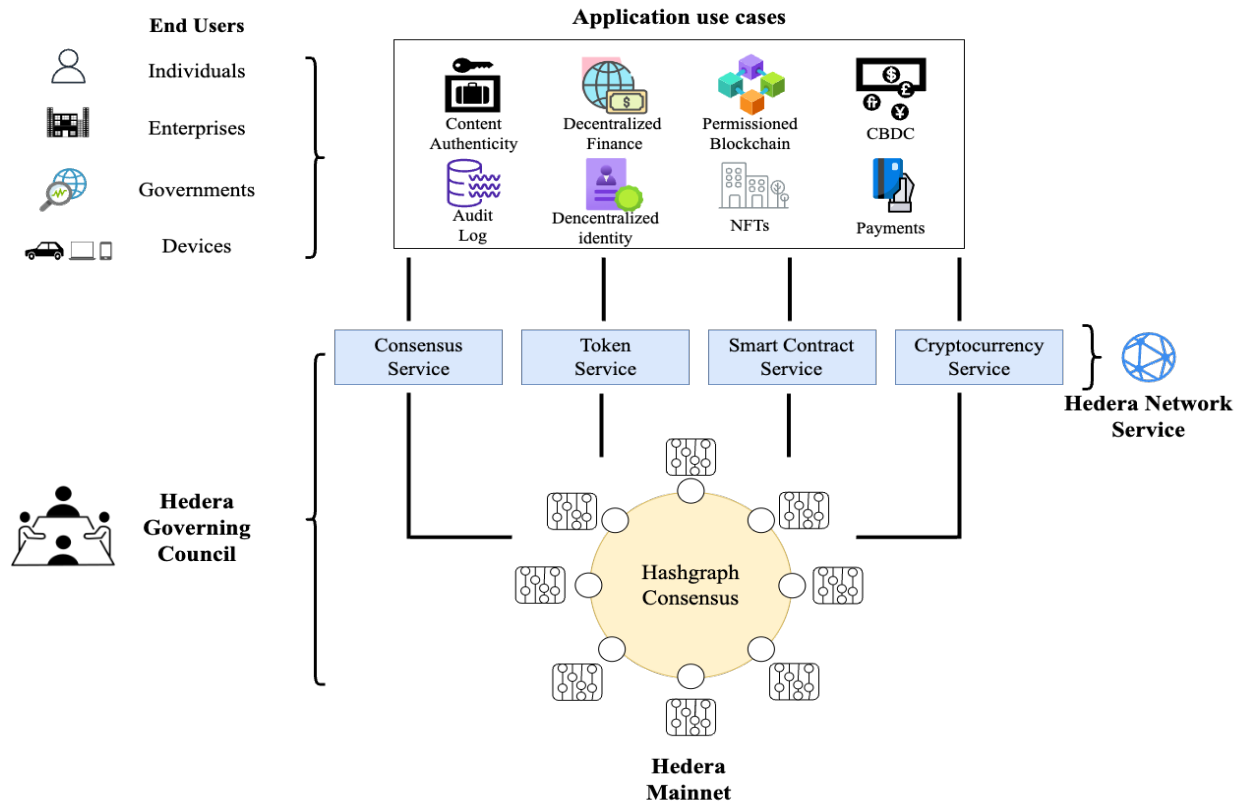 End Users
Individuals
Enterprises
Governments
Devices
Application use cases
Content
Authenticity
Decentralized
Finance
Permissioned
Blockchain
CBDC
Audit
Log
Dencentralized
identity
NFTs
Payments
Consensus
Service
Token
Service
Smart Contract
Service
Cryptocurrency
Service
Hedera Network
Service
Hedera
Governing
Council
Hashgraph
Consensus
Hedera
Mainnet